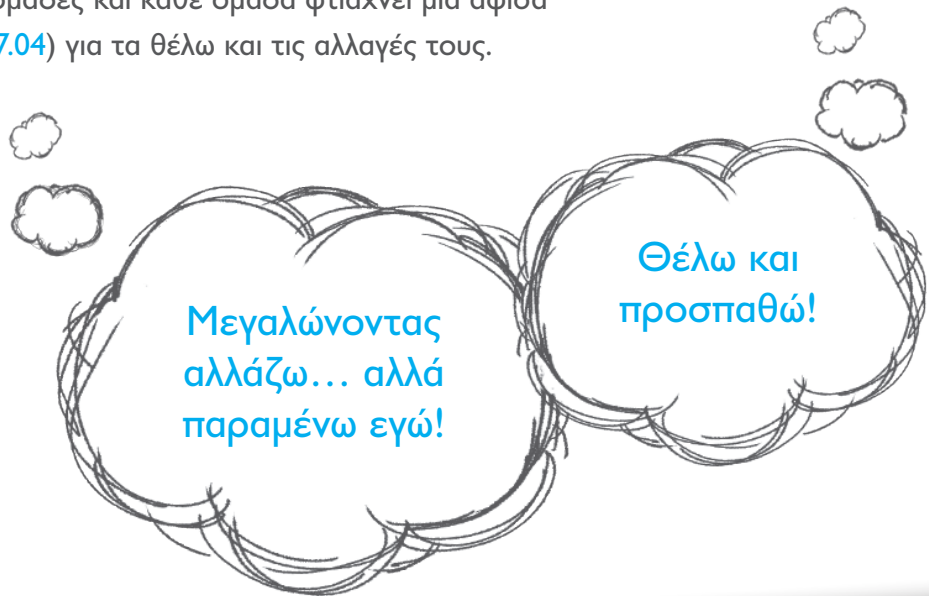 ομάδες και κάθε ομάδα φτιάχνει μια αφίσα
7.04) για τα θέλω και τις αλλαγές τους.
Μεγαλώνοντας
αλλάζω... αλλά
παραμένω εγώ!
Θέλω και
προσπαθώ!